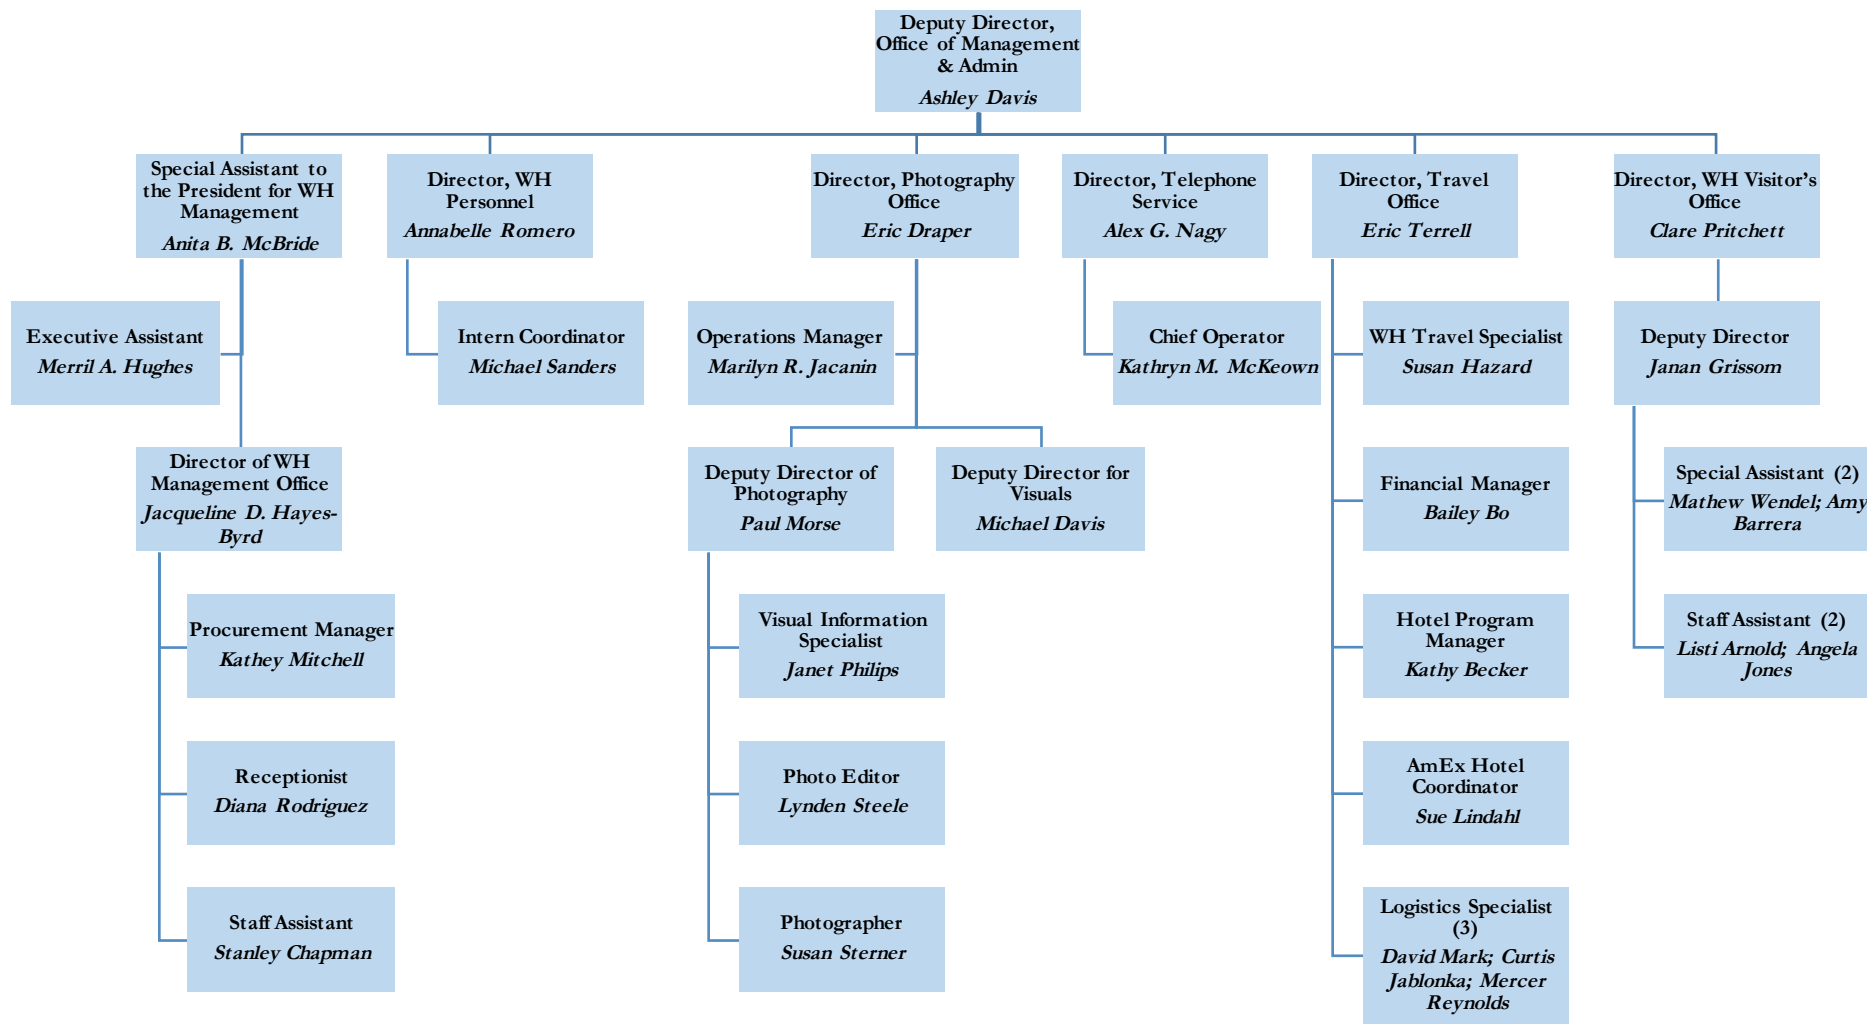 Deputy Director,
Office of Management
& Admin
Ashley Davis
Special Assistant to
the President for WH
Management
Anita B. McBride
Director, WH
Personnel
Annabelle Romero
Director, Photography
Office
Eric Draper
Director, Telephone
Service
Alex G. Nagy
Director, Travel
Office
Eric Terrell
Director, WH Visitor's
Office
Clare Pritchett
Executive Assistant
Merril A. Hughes
Intern Coordinator
Michael Sanders
Operations Manager
Marilyn R. Jacanin
Chief Operator
Kathryn M. McKeown
WH Travel Specialist
Susan Hazard
Deputy Director
Janan Grissom
Director of WH
Management Office
Jacqueline D. Hayes-
Byrd
Deputy Director of
Photography
Paul Morse
Deputy Director for
Visuals
Michael Davis
Financial Manager
Bailey Bo
Special Assistant (2)
Mathew Wendel; Amy
Barrera
Procurement Manager
Kathey Mitchell
Visual Information
Specialist
Janet Philips
Hotel Program
Manager
Kathy Becker
Staff Assistant (2)
Listi Arnold; Angela
Jones
Receptionist
Diana Rodriguez
Photo Editor
Lynden Steele
AmEx Hotel
Coordinator
Sue Lindahl
Staff Assistant
Stanley Chapman
Photographer
Susan Sterner
Logistics Specialist
(3)
David Mark; Curtis
Jablonka; Mercer
Reynolds